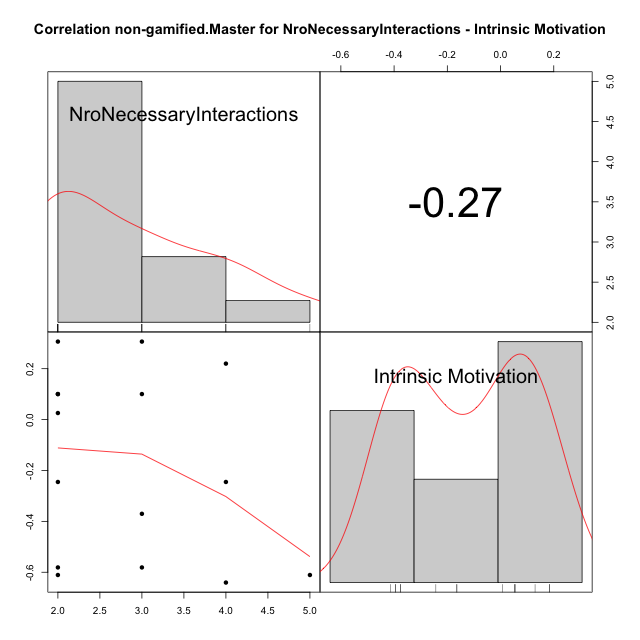 Correlation non-gamified.Master for NroNecessaryInteractions - Intrinsic Motivation
-0.6 -0.4 -0.2 0.0 0.2
NroNecessaryInteractions
-0.27
2.0 2.5 3.0 3.5 4.0 4.5 5.0
-0.6 -0.4 -0.2 0.0 0.2
Intrinsic Motivation
2.0 2.5 3.0 3.5 4.0 4.5 5.0